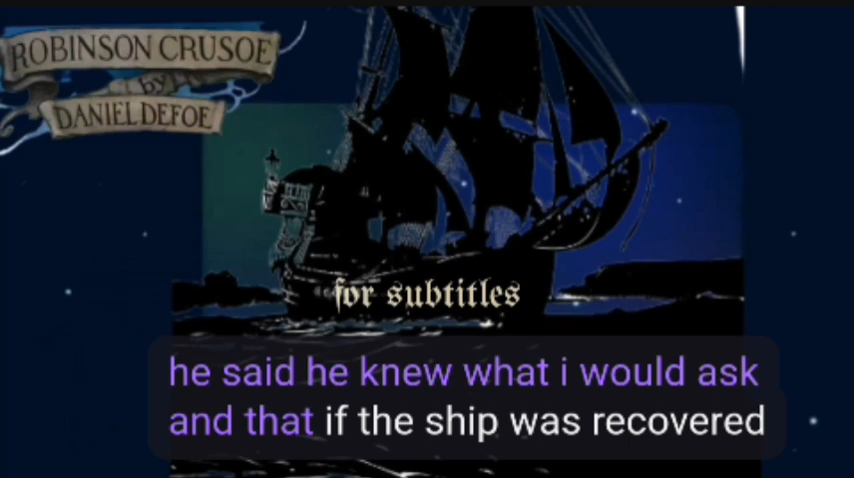 ROBINSON CRUSOE
by
DANIEL DEFOE
for subtitles
he said he knew what i would ask
and that if the ship was recovered